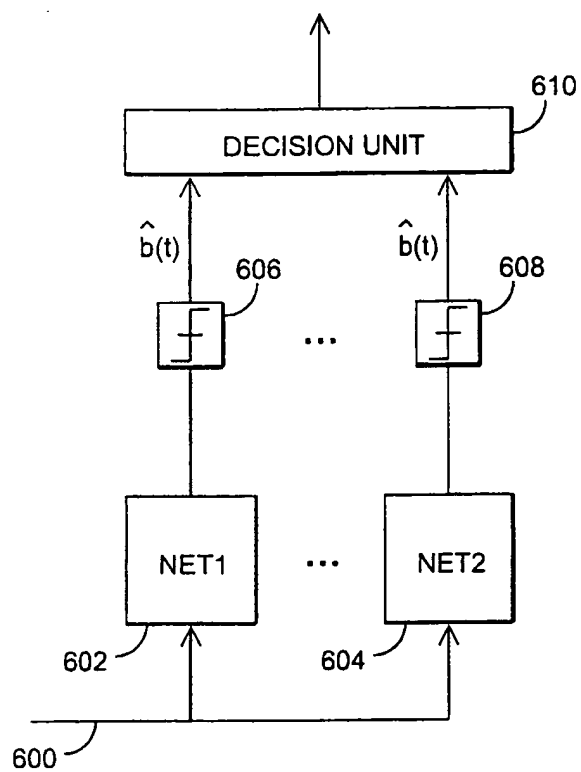 610
DECISION UNIT
b̂(t) b̂(t)
606 608
...
NET1 ... NET2
602 604
600